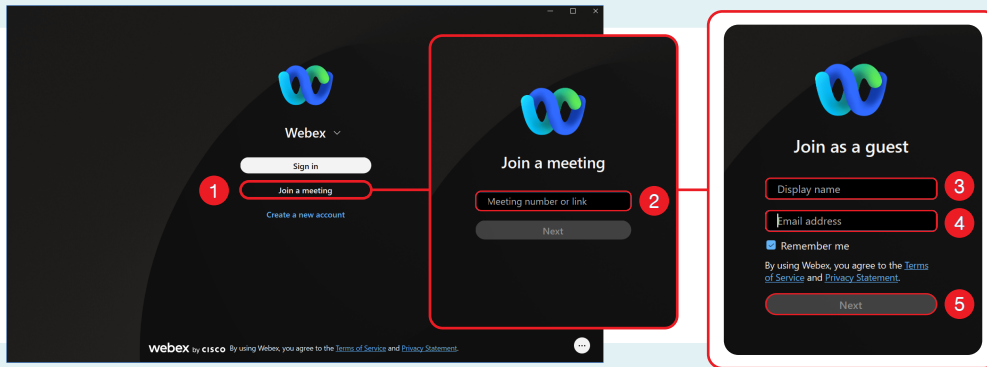 Webex
Sign in
1
Join a meeting
Create a new account
webex by cisco By using Webex, you agree to the Terms of Service and Privacy Statement.
Join a meeting
Meeting number or link
2
Next
Join as a guest
Display name
3
Email address
4
Remember me
By using Webex, you agree to the Terms
of Service and Privacy Statement.
Next
5